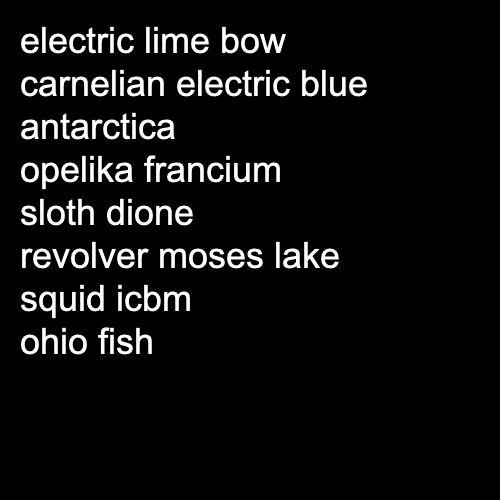 electric lime bow
carnelian electric blue
antarctica
opelika francium
sloth dione
revolver moses lake
squid icbm
ohio fish